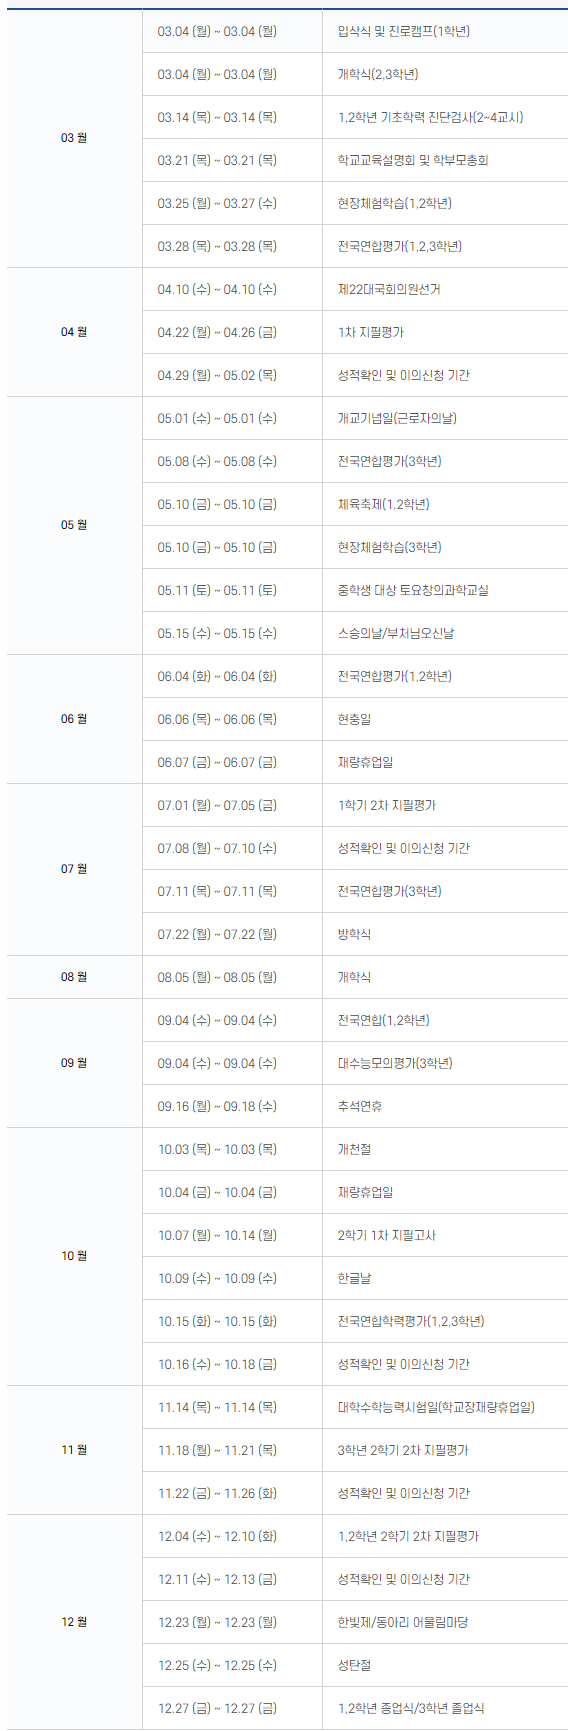 03 월
03.04 (월) ~ 03.04 (월) 입샥식 및 진로캠프(1학년)
03.04 (월) ~ 03.04 (월) 개학식(2,3학년)
03.14 (목) ~ 03.14 (목) 1,2학년 기초학력 진단검사(2~4교시)
03.21 (목) ~ 03.21 (목) 학교교육설명회 및 학부모총회
03.25 (월) ~ 03.27 (수) 현장체험학습(1,2학년)
03.28 (목) ~ 03.28 (목) 전국연합평가(1,2,3학년)
04 월
04.10 (수) ~ 04.10 (수) 제22대국회의원선거
04.22 (월) ~ 04.26 (금) 1차 지필평가
04.29 (월) ~ 05.02 (목) 성적확인 및 이의신청 기간
05 월
05.01 (수) ~ 05.01 (수) 개교기념일(근로자의날)
05.08 (수) ~ 05.08 (수) 전국연합평가(3학년)
05.10 (금) ~ 05.10 (금) 체육축제(1,2학년)
05.10 (금) ~ 05.10 (금) 현장체험학습(3학년)
05.11 (토) ~ 05.11 (토) 중학생 대상 토요창의과학교실
05.15 (수) ~ 05.15 (수) 스승의날/부처님오신날
06 월
06.04 (화) ~ 06.04 (화) 전국연합평가(1,2학년)
06.06 (목) ~ 06.06 (목) 현충일
06.07 (금) ~ 06.07 (금) 재량휴업일
07 월
07.01 (월) ~ 07.05 (금) 1학기 2차 지필평가
07.08 (월) ~ 07.10 (수) 성적확인 및 이의신청 기간
07.11 (목) ~ 07.11 (목) 전국연합평가(3학년)
07.22 (월) ~ 07.22 (월) 방학식
08 월
08.05 (월) ~ 08.05 (월) 개학식
09 월
09.04 (수) ~ 09.04 (수) 전국연합(1,2학년)
09.04 (수) ~ 09.04 (수) 대수능모의평가(3학년)
09.16 (월) ~ 09.18 (수) 추석연휴
10 월
10.03 (목) ~ 10.03 (목) 개천절
10.04 (금) ~ 10.04 (금) 재량휴업일
10.07 (월) ~ 10.14 (월) 2학기 1차 지필고사
10.09 (수) ~ 10.09 (수) 한글날
10.15 (화) ~ 10.15 (화) 전국연합학력평가(1,2,3학년)
10.16 (수) ~ 10.18 (금) 성적확인 및 이의신청 기간
11 월
11.14 (목) ~ 11.14 (목) 대학수학능력시험일(학교장재량휴업일)
11.18 (월) ~ 11.21 (목) 3학년 2학기 2차 지필평가
11.22 (금) ~ 11.26 (화) 성적확인 및 이의신청 기간
12 월
12.04 (수) ~ 12.10 (화) 1,2학년 2학기 2차 지필평가
12.11 (수) ~ 12.13 (금) 성적확인 및 이의신청 기간
12.23 (월) ~ 12.23 (월) 한빛제/동아리 어울림마당
12.25 (수) ~ 12.25 (수) 성탄절
12.27 (금) ~ 12.27 (금) 1,2학년 종업식/3학년 졸업식